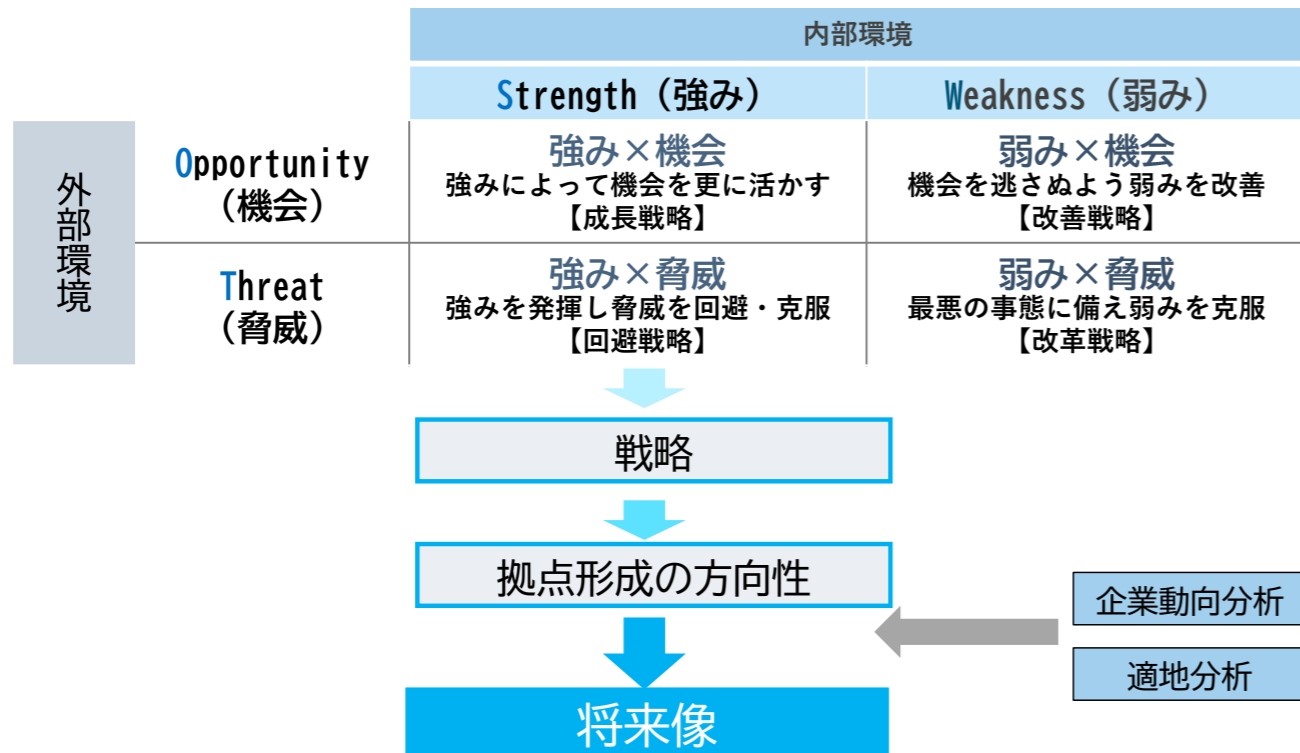 内部環境
Strength（強み）
Weakness（弱み）
外部環境
Opportunity
（機会）
強み×機会
強みによって機会を更に活かす
【成長戦略】
弱み×機会
機会を逃さぬよう弱みを改善
【改善戦略】
Threat
（脅威）
強み×脅威
強みを発揮し脅威を回避・克服
【回避戦略】
弱み×脅威
最悪の事態に備え弱みを克服
【改革戦略】
戦略
拠点形成の方向性
企業動向分析
適地分析
将来像